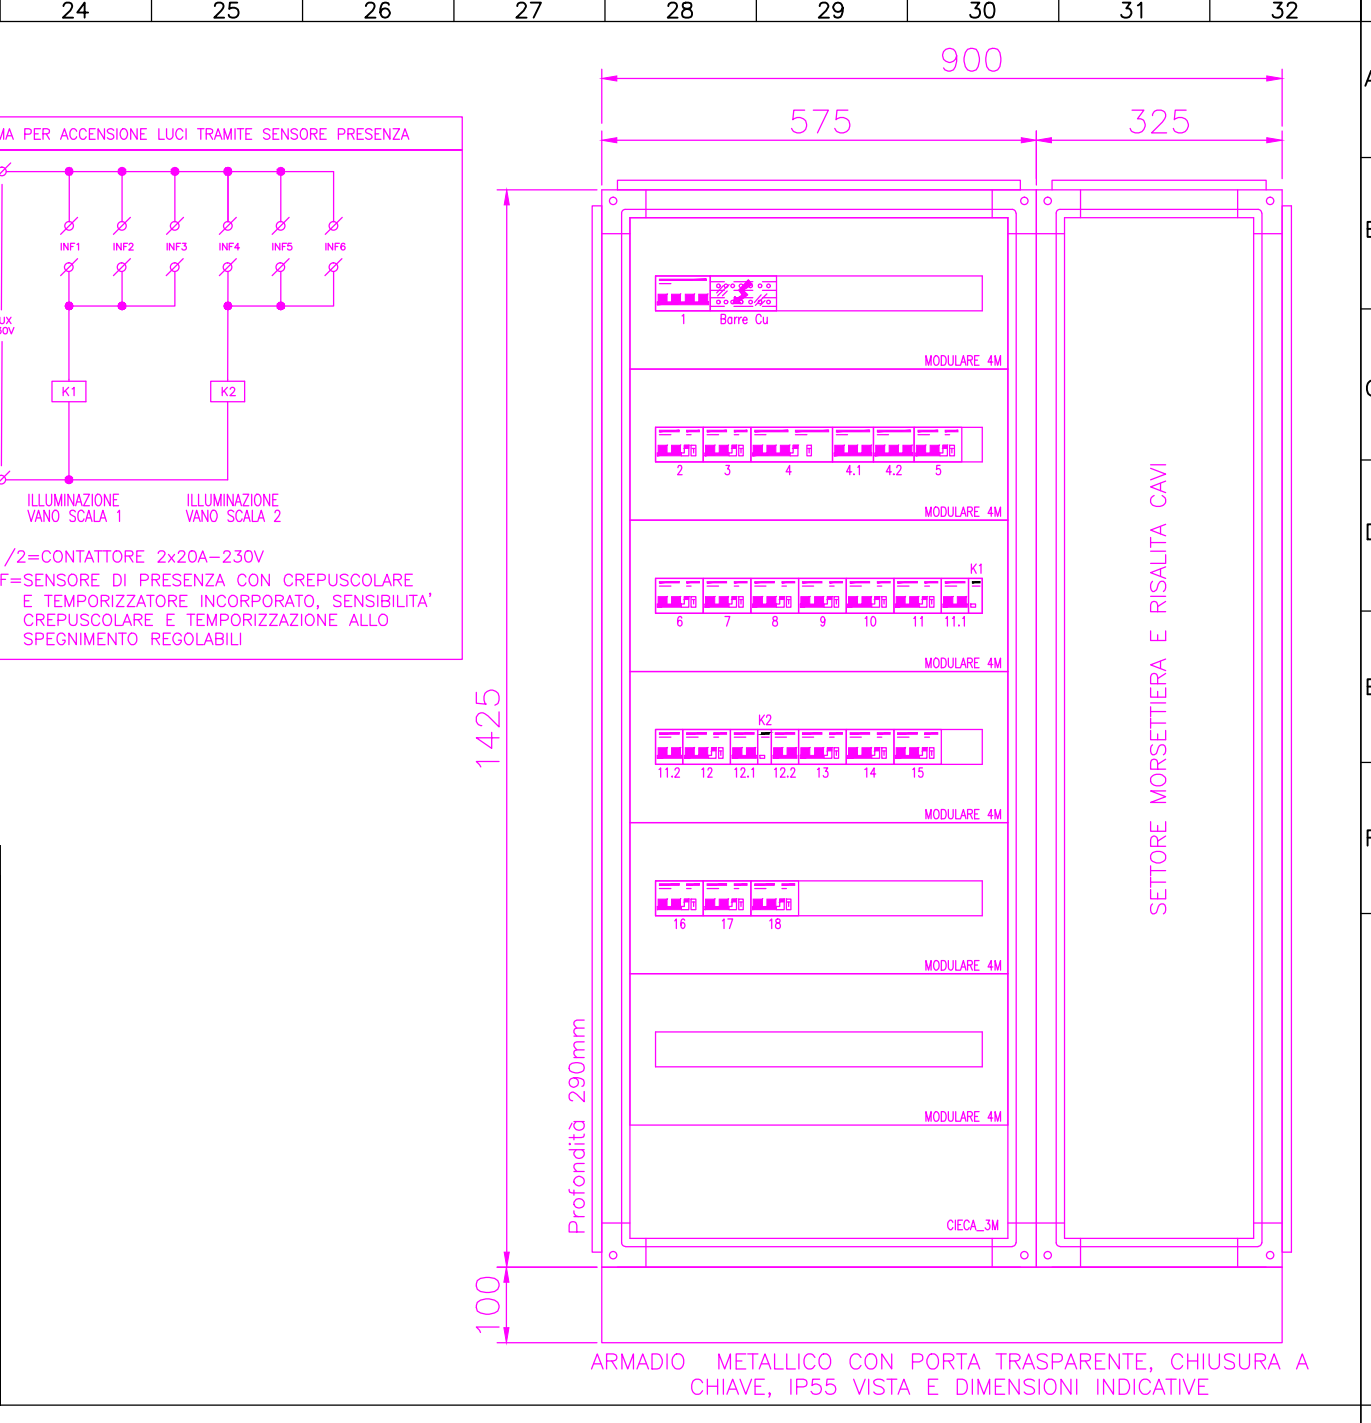 24 25 26 27 28 29 30 31 32
PER ACCENSIONE LUCI TRAMITE SENSORE PRESENZA
INF1 INF2 INF3 INF4 INF5 INF6
K1 K2
ILLUMINAZIONE
VANO SCALA 1
ILLUMINAZIONE
VANO SCALA 2
/2=CONTATTORE 2x20A-230V
F=SENSORE DI PRESENZA CON CREPUSCOLARE
E TEMPORIZZATORE INCORPORATO, SENSIBILITA'
CREPUSCOLARE E TEMPORIZZAZIONE ALLO
SPEGNIMENTO REGOLABILI
900
575 325
1425
100
Profondità 290mm
1 Barre Cu
MODULARE 4M
2 3 4 4.1 4.2 5
MODULARE 4M
K1
6 7 8 9 10 11 11.1
MODULARE 4M
K2
11.2 12 12.1 12.2 13 14 15
MODULARE 4M
16 17 18
MODULARE 4M
MODULARE 4M
CIECA_3M
SETTORE MORSETTIERA E RISALITA CAVI
ARMADIO METALLICO CON PORTA TRASPARENTE, CHIUSURA A
CHIAVE, IP55 VISTA E DIMENSIONI INDICATIVE